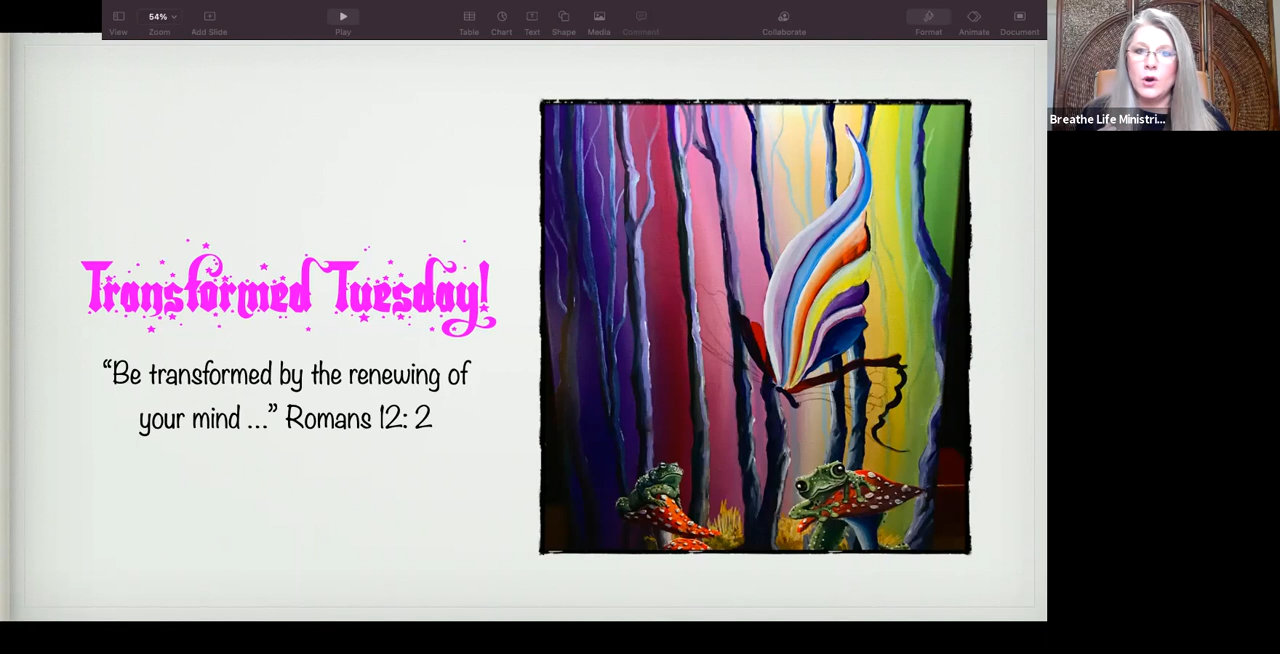 54%
View
Zoom
Add Slide
Play
Table
Chart
Text
Shape
Media
Comment
Collaborate
Format
Animate
Document
Breathe Life Ministri...
Transformed Tuesday!
“Be transformed by the renewing of
your mind ...” Romans 12: 2